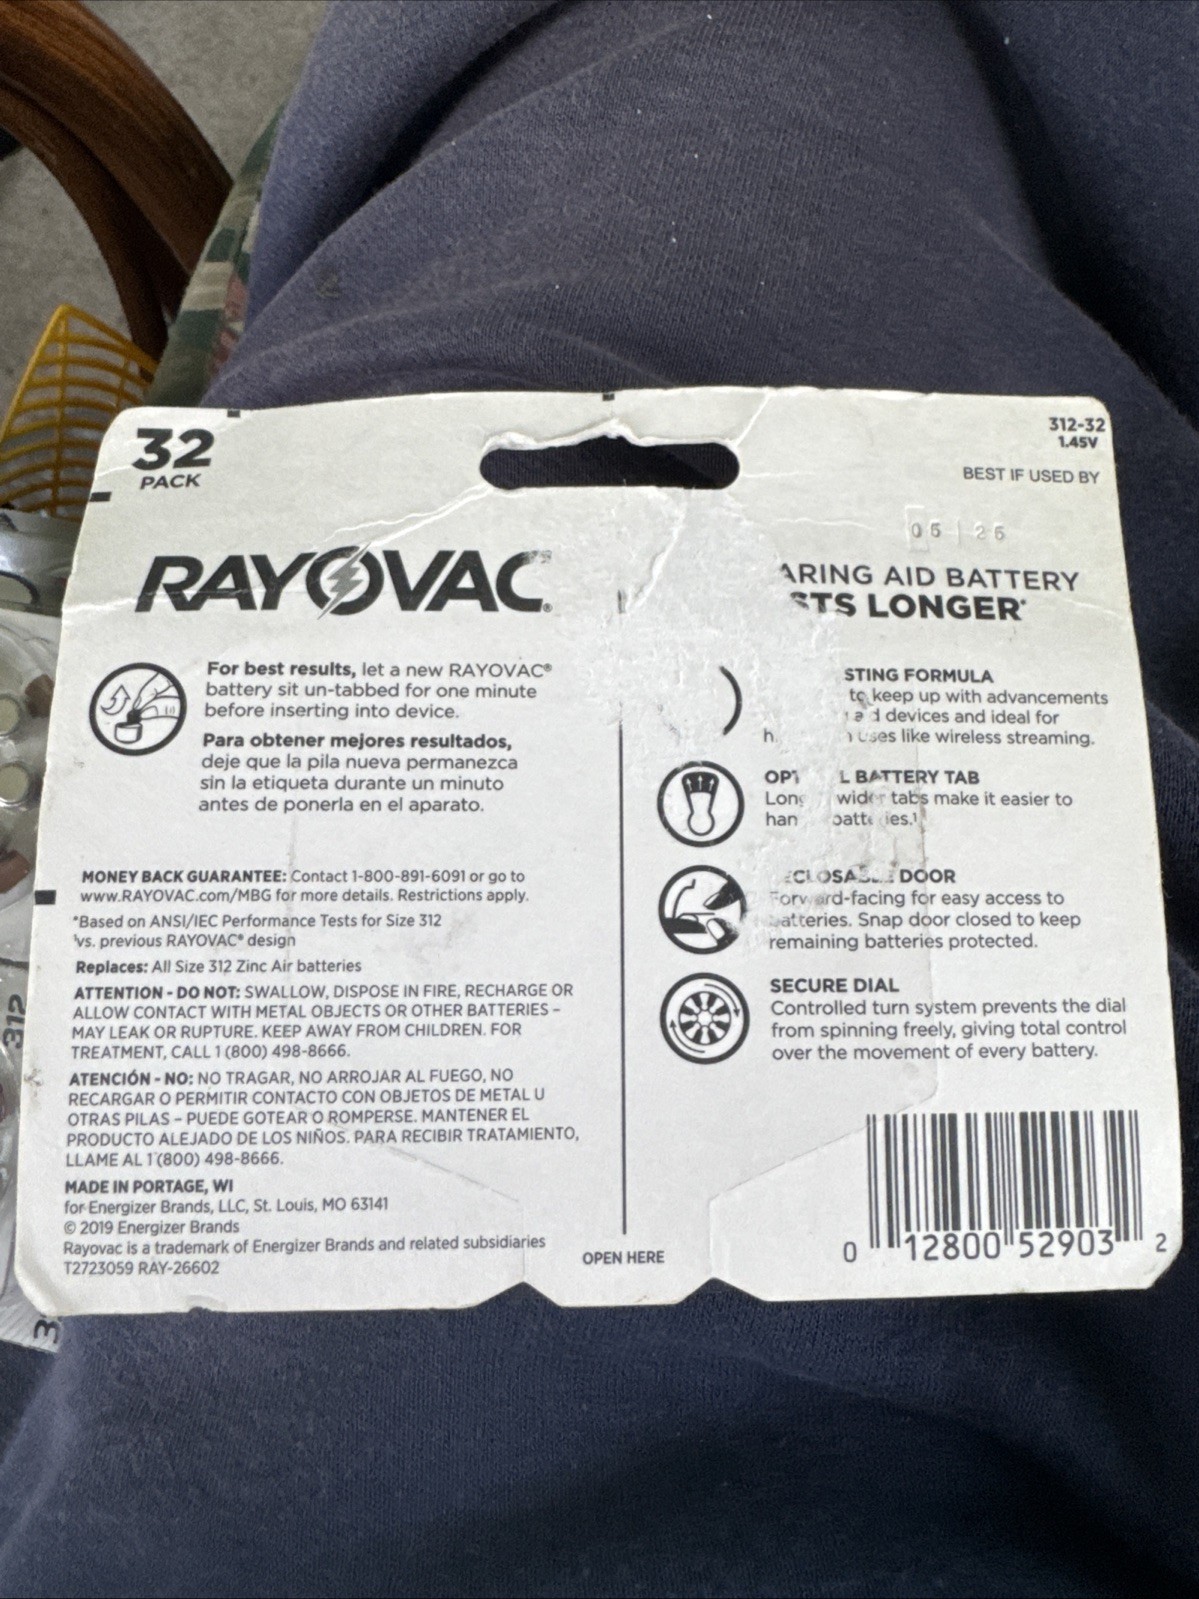 32
PACK
312-32
1.45V
BEST IF USED BY
05 | 26
RAYOVAC®
ARING AID BATTERY
STS LONGER*
For best results, let a new RAYOVAC®
battery sit un-tabbed for one minute
before inserting into device.
Para obtener mejores resultados,
deje que la pila nueva permanezca
sin la etiqueta durante un minuto
antes de ponerla en el aparato.
MONEY BACK GUARANTEE: Contact 1-800-891-6091 or go to
www.RAYOVAC.com/MBG for more details. Restrictions apply.
*Based on ANSI/IEC Performance Tests for Size 312
¹vs. previous RAYOVAC® design
Replaces: All Size 312 Zinc Air batteries
ATTENTION - DO NOT: SWALLOW, DISPOSE IN FIRE, RECHARGE OR
ALLOW CONTACT WITH METAL OBJECTS OR OTHER BATTERIES –
MAY LEAK OR RUPTURE. KEEP AWAY FROM CHILDREN. FOR
TREATMENT, CALL 1 (800) 498-8666.
ATENCIÓN - NO: NO TRAGAR, NO ARROJAR AL FUEGO, NO
RECARGAR O PERMITIR CONTACTO CON OBJETOS DE METAL U
OTRAS PILAS – PUEDE GOTEAR O ROMPERSE. MANTENER EL
PRODUCTO ALEJADO DE LOS NIÑOS. PARA RECIBIR TRATAMIENTO,
LLAME AL 1 (800) 498-8666.
MADE IN PORTAGE, WI
for Energizer Brands, LLC, St. Louis, MO 63141
© 2019 Energizer Brands
Rayovac is a trademark of Energizer Brands and related subsidiaries
T2723059 RAY-26602
STING FORMULA
to keep up with advancements
devices and ideal for
uses like wireless streaming.
L BATTERY TAB
wider tabs make it easier to
batteries.¹
DOOR
Forward-facing for easy access to
batteries. Snap door closed to keep
remaining batteries protected.
SECURE DIAL
Controlled turn system prevents the dial
from spinning freely, giving total control
over the movement of every battery.
OPEN HERE
0 12800 52903 2
312
3